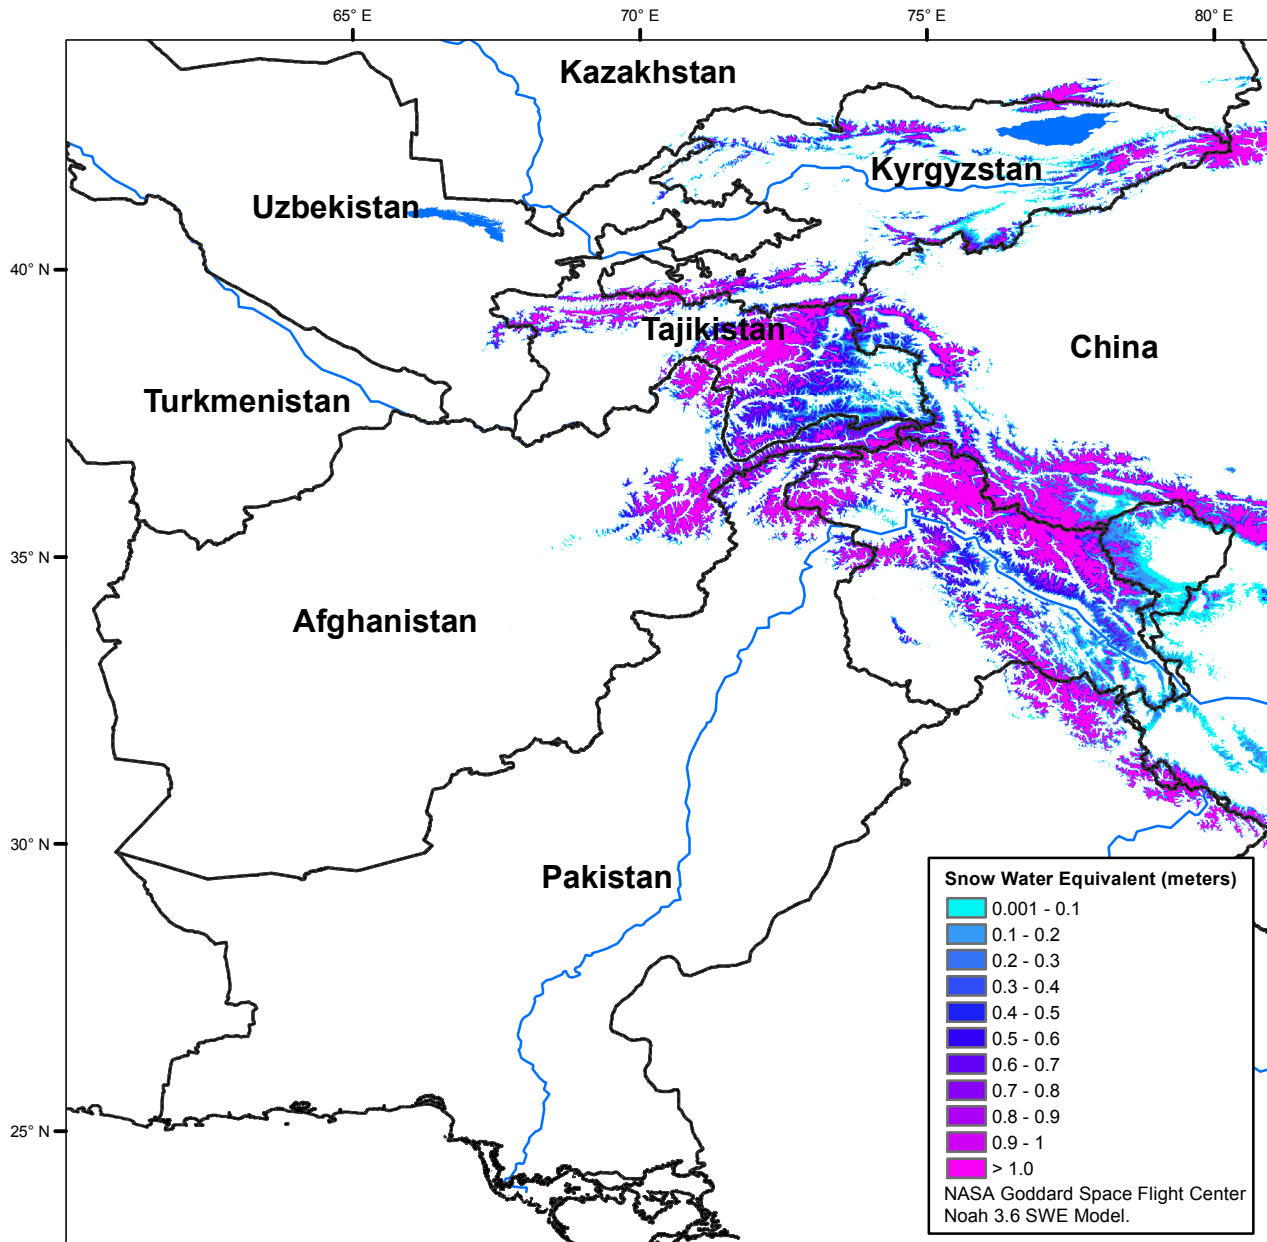 65° E
70° E
75° E
80° E
Kazakhstan
Kyrgyzstan
Uzbekistan
40° N
Tajikistan
China
Turkmenistan
35° N
Afghanistan
30° N
Pakistan
25° N
Snow Water Equivalent (meters)
0.001 - 0.1
0.1 - 0.2
0.2 - 0.3
0.3 - 0.4
0.4 - 0.5
0.5 - 0.6
0.6 - 0.7
0.7 - 0.8
0.8 - 0.9
0.9 - 1
> 1.0
NASA Goddard Space Flight Center
Noah 3.6 SWE Model.